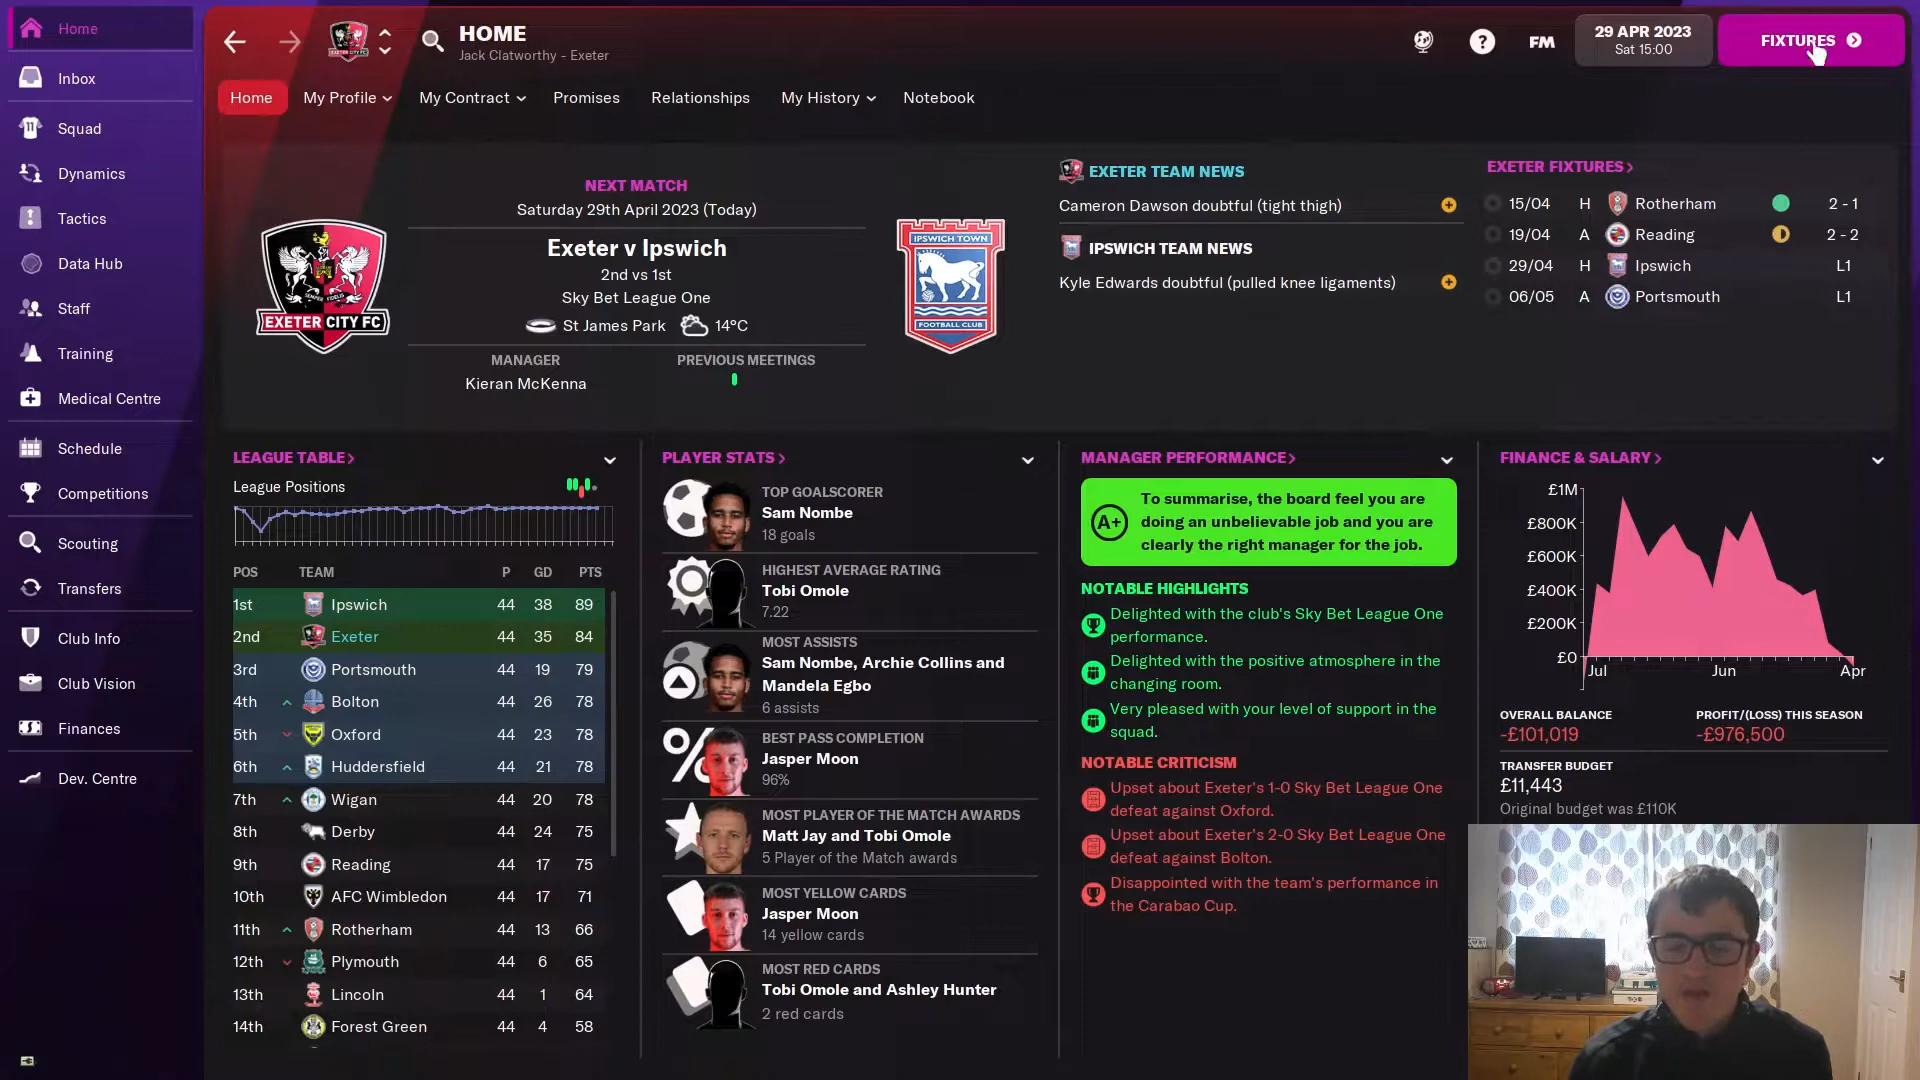 Home
Inbox
Squad
Dynamics
Tactics
Data Hub
Staff
Training
Medical Centre
Schedule
Competitions
Scouting
Transfers
Club Info
Club Vision
Finances
Dev. Centre
HOME
Jack Clatworthy - Exeter
FM
29 APR 2023
Sat 15:00
FIXTURES
Home My Profile My Contract Promises Relationships My History Notebook
NEXT MATCH
Saturday 29th April 2023 (Today)
Exeter v Ipswich
2nd vs 1st
Sky Bet League One
St James Park 14°C
MANAGER
Kieran McKenna
PREVIOUS MEETINGS
EXETER CITY FC
IPSWICH TOWN
FOOTBALL CLUB
EXETER TEAM NEWS
Cameron Dawson doubtful (tight thigh)
IPSWICH TEAM NEWS
Kyle Edwards doubtful (pulled knee ligaments)
EXETER FIXTURES
15/04 H Rotherham 2 - 1
19/04 A Reading 2 - 2
29/04 H Ipswich L1
06/05 A Portsmouth L1
LEAGUE TABLE
League Positions
POS TEAM P GD PTS
1st Ipswich 44 38 89
2nd Exeter 44 35 84
3rd Portsmouth 44 19 79
4th Bolton 44 26 78
5th Oxford 44 23 78
6th Huddersfield 44 21 78
7th Wigan 44 20 78
8th Derby 44 24 75
9th Reading 44 17 75
10th AFC Wimbledon 44 17 71
11th Rotherham 44 13 66
12th Plymouth 44 6 65
13th Lincoln 44 1 64
14th Forest Green 44 4 58
PLAYER STATS
TOP GOALSCORER
Sam Nombe
18 goals
HIGHEST AVERAGE RATING
Tobi Omole
7.22
MOST ASSISTS
Sam Nombe, Archie Collins and
Mandela Egbo
6 assists
BEST PASS COMPLETION
Jasper Moon
96%
MOST PLAYER OF THE MATCH AWARDS
Matt Jay and Tobi Omole
5 Player of the Match awards
MOST YELLOW CARDS
Jasper Moon
14 yellow cards
MOST RED CARDS
Tobi Omole and Ashley Hunter
2 red cards
MANAGER PERFORMANCE
A+
To summarise, the board feel you are
doing an unbelievable job and you are
clearly the right manager for the job.
NOTABLE HIGHLIGHTS
Delighted with the club's Sky Bet League One
performance.
Delighted with the positive atmosphere in the
changing room.
Very pleased with your level of support in the
squad.
NOTABLE CRITICISM
Upset about Exeter's 1-0 Sky Bet League One
defeat against Oxford.
Upset about Exeter's 2-0 Sky Bet League One
defeat against Bolton.
Disappointed with the team's performance in
the Carabao Cup.
FINANCE & SALARY
£1M
£800K
£600K
£400K
£200K
£0
Jul Jun Apr
OVERALL BALANCE
-£101,019
PROFIT/(LOSS) THIS SEASON
-£976,500
TRANSFER BUDGET
£11,443
Original budget was £110K